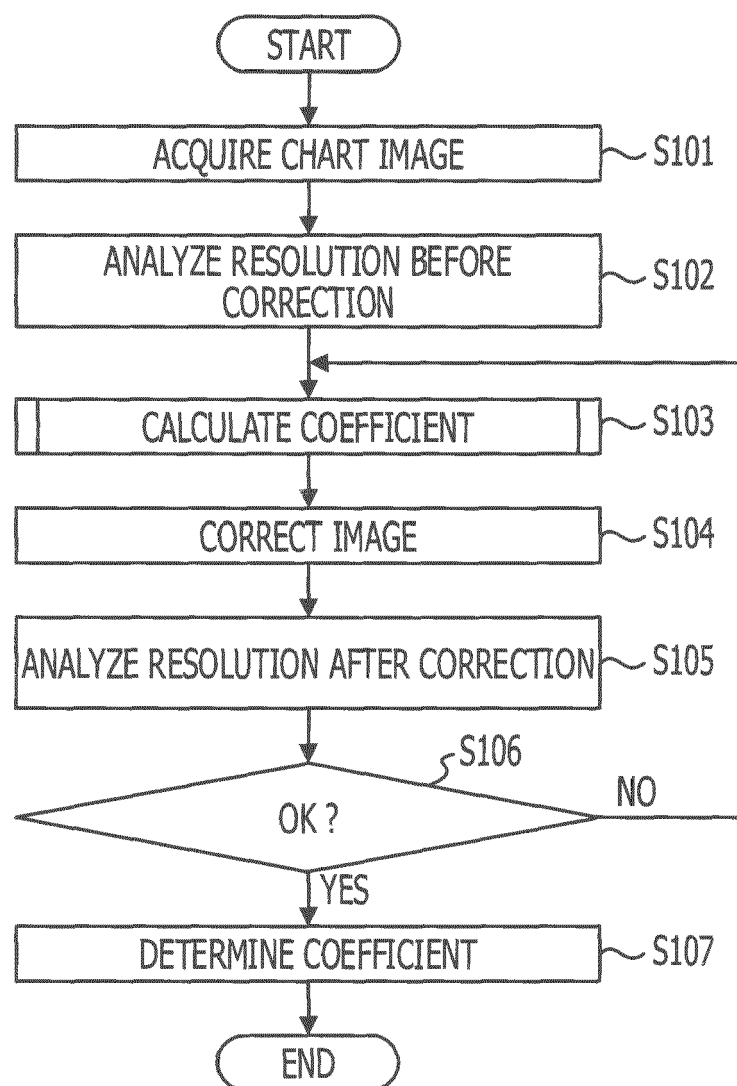 START
ACQUIRE CHART IMAGE
S101
ANALYZE RESOLUTION BEFORE
CORRECTION
S102
CALCULATE COEFFICIENT
S103
CORRECT IMAGE
S104
ANALYZE RESOLUTION AFTER CORRECTION
S105
S106
OK ?
NO
YES
DETERMINE COEFFICIENT
S107
END